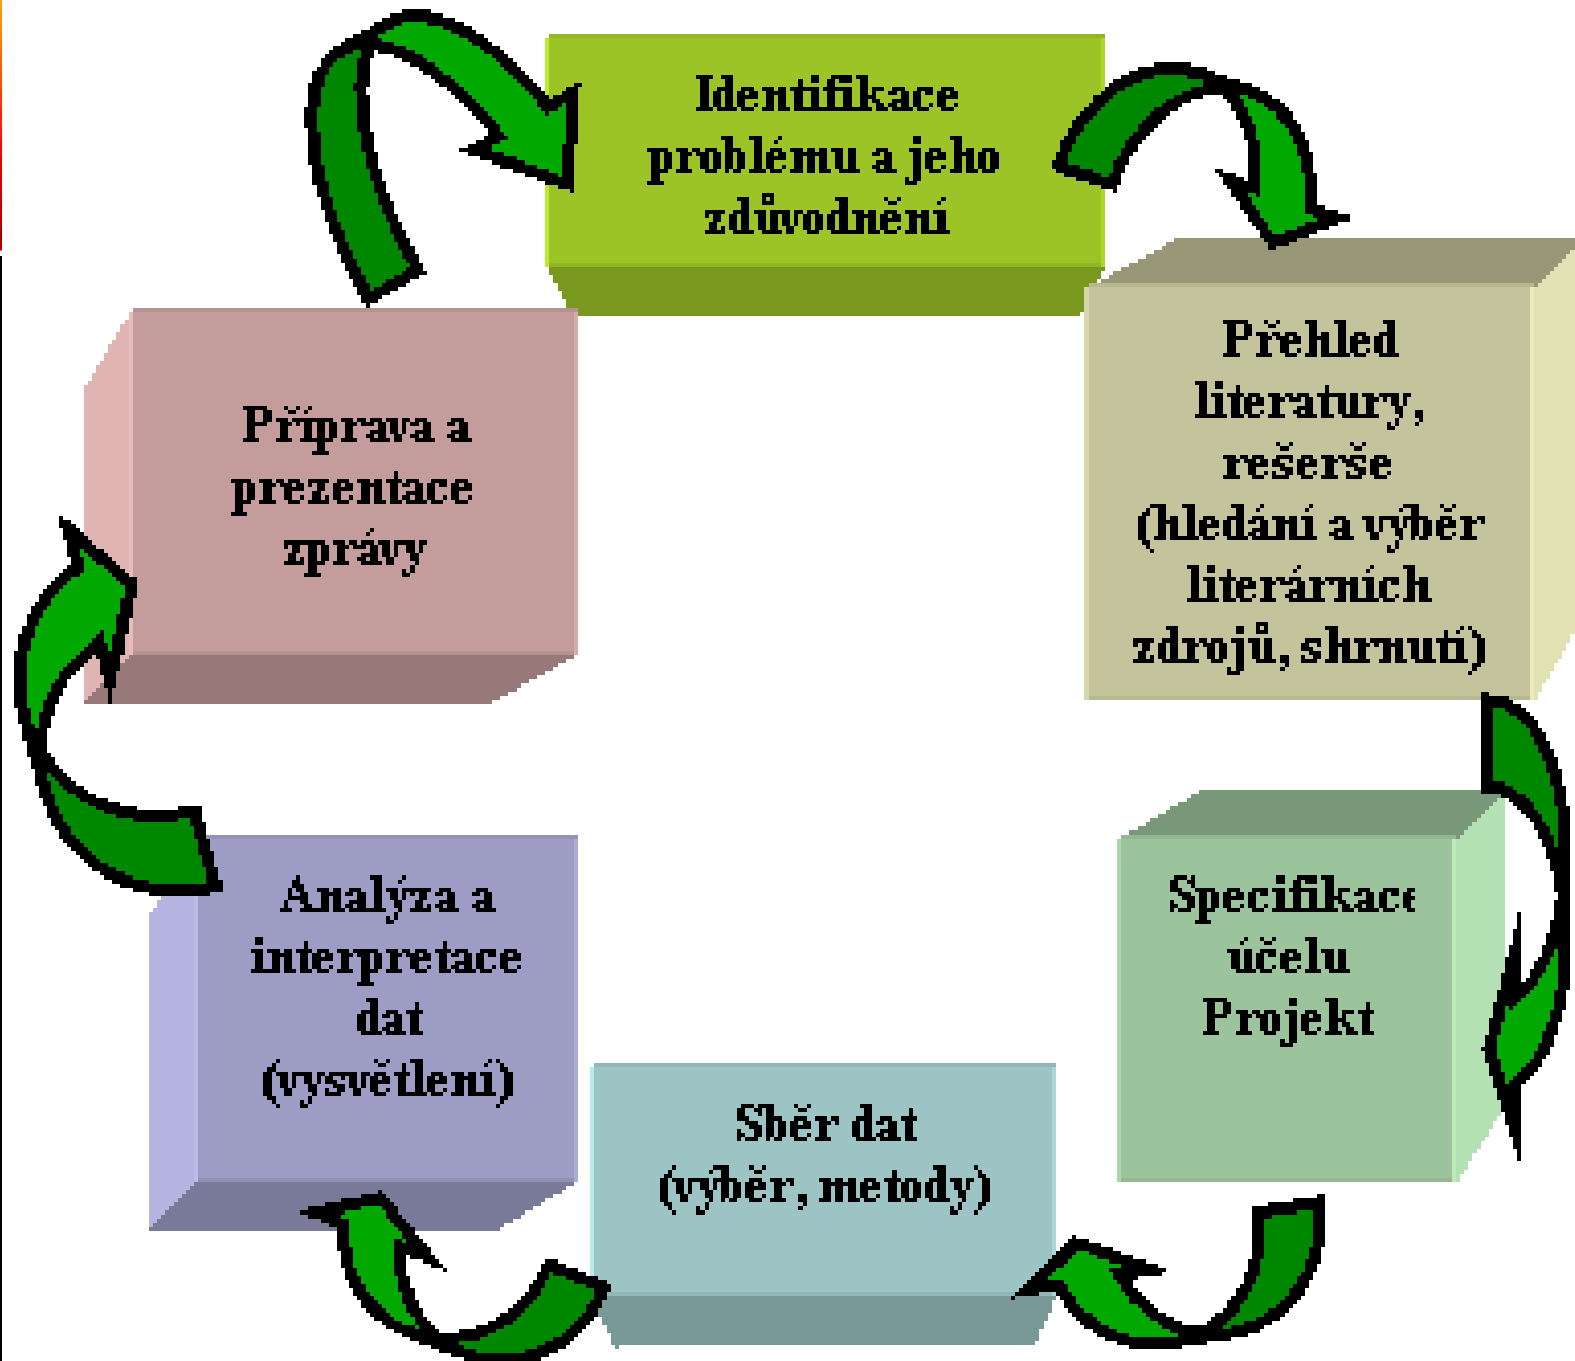 Identifikace
problému a jeho
zdůvodnění
Přehled
literatury,
rešerše
(hledání a výběr
literárních
zdrojů, shrnutí)
Specifikace
účelu
Projekt
Sběr dat
(výběr, metody)
Analýza a
interpretace
dat
(vysvětlení)
Příprava a
prezentace
zprávy